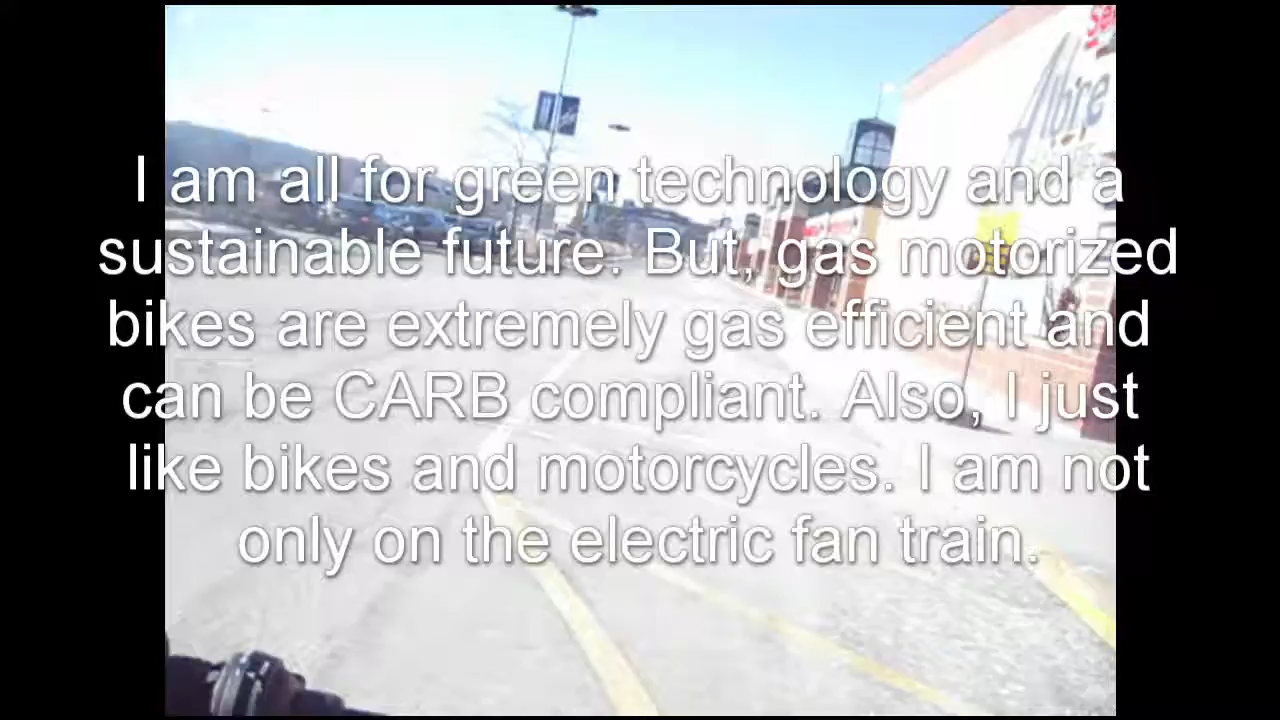 I am all for green technology and a
sustainable future. But, gas motorized
bikes are extremely gas efficient and
can be CARB compliant. Also, I just
like bikes and motorcycles. I am not
only on the electric fan train.